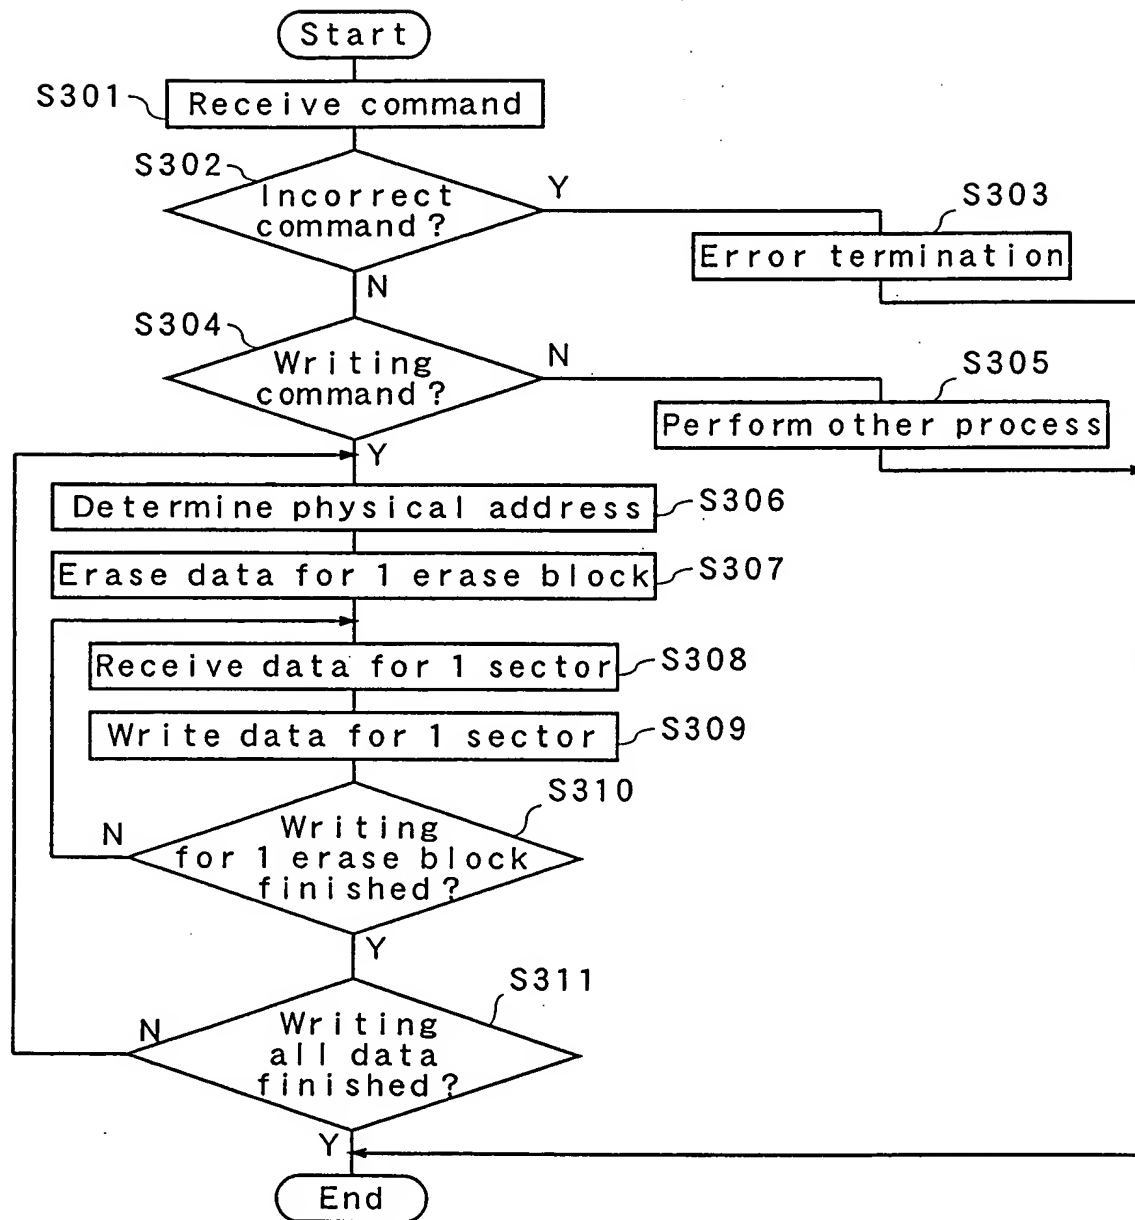 Start
S301
Receive command
S302
Incorrect
command?
Y
N
S303
Error termination
S304
Writing
command?
N
Y
S305
Perform other process
Determine physical address
S306
Erase data for 1 erase block
S307
Receive data for 1 sector
S308
Write data for 1 sector
S309
S310
Writing
for 1 erase block
finished?
N
Y
S311
Writing
all data
finished?
N
Y
End